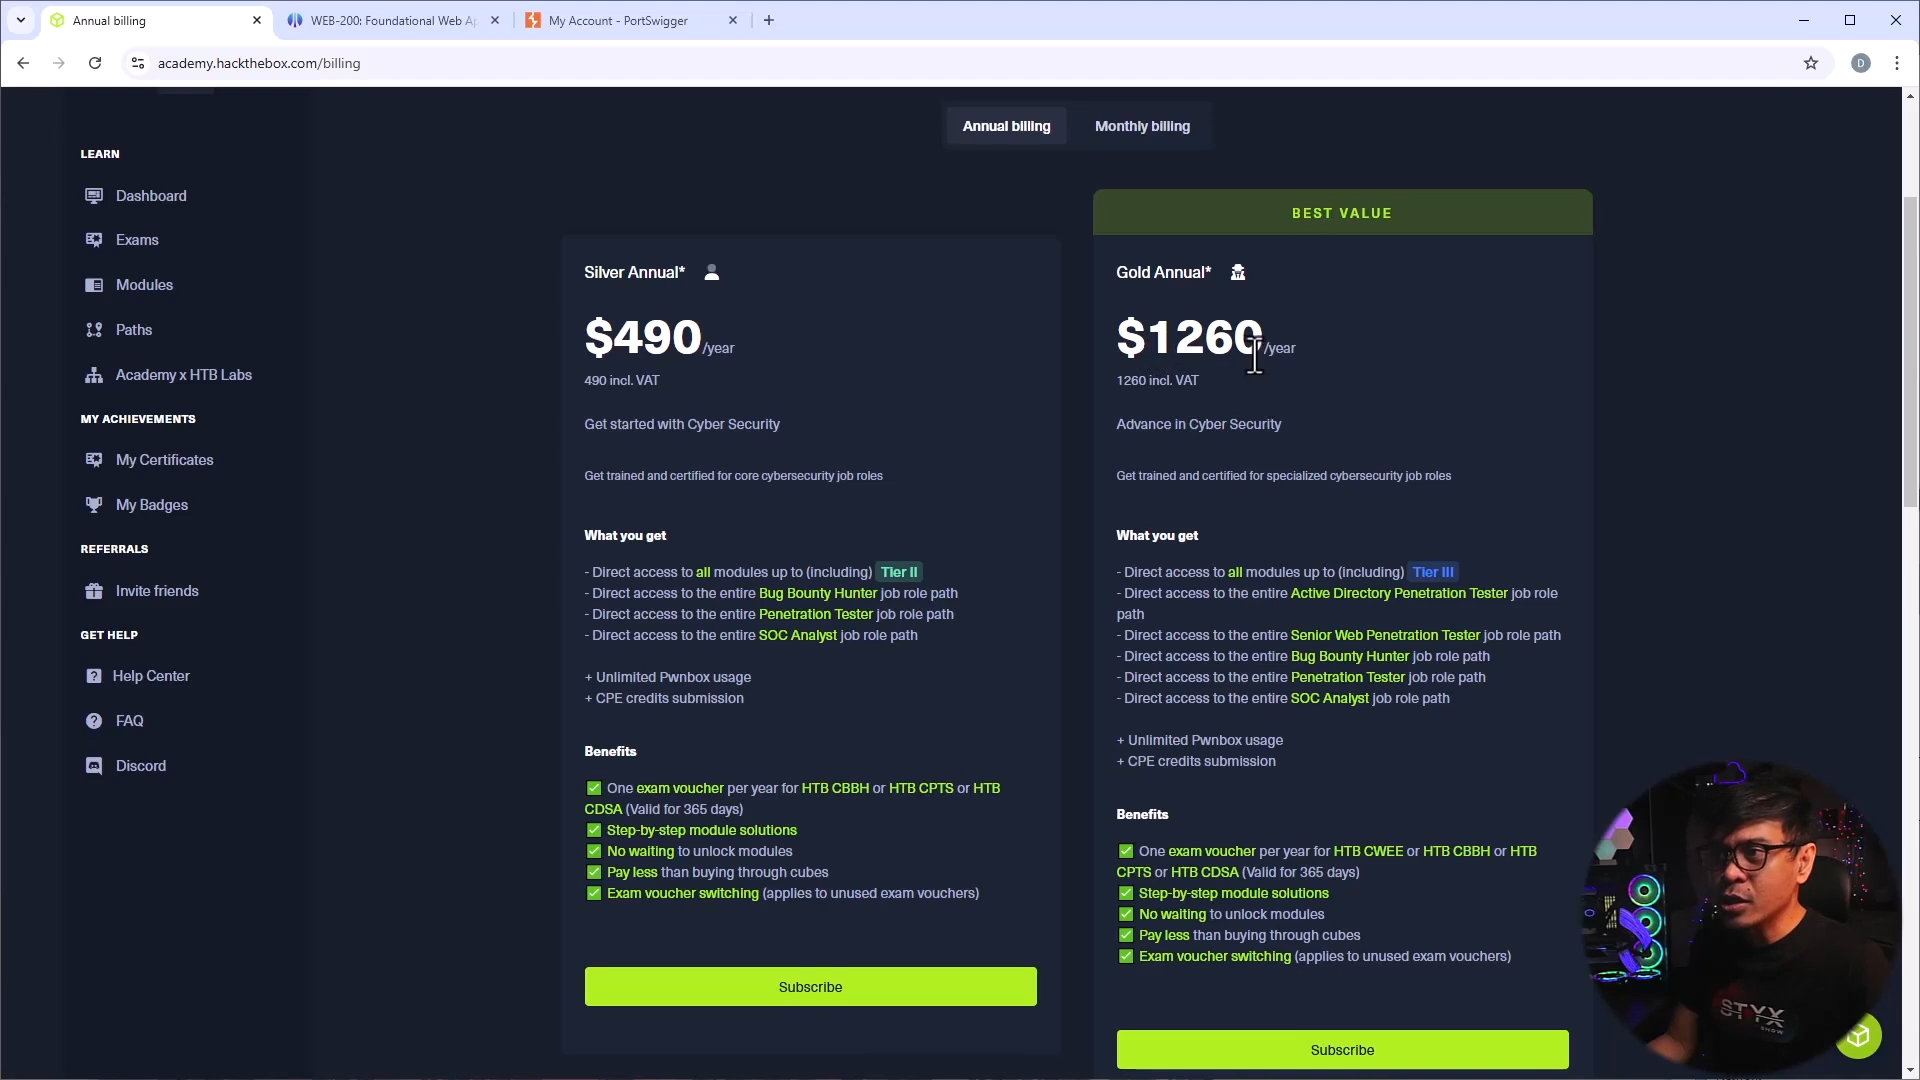 Annual billing
WEB-200: Foundational Web Ap
My Account - PortSwigger
academy.hackthebox.com/billing
D
LEARN
Dashboard
Exams
Modules
Paths
Academy x HTB Labs
MY ACHIEVEMENTS
My Certificates
My Badges
REFERRALS
Invite friends
GET HELP
Help Center
FAQ
Discord
Annual billing
Monthly billing
Silver Annual*
$490/year
490 incl. VAT
Get started with Cyber Security
Get trained and certified for core cybersecurity job roles
What you get
- Direct access to all modules up to (including) Tier II
- Direct access to the entire Bug Bounty Hunter job role path
- Direct access to the entire Penetration Tester job role path
- Direct access to the entire SOC Analyst job role path
+ Unlimited Pwnbox usage
+ CPE credits submission
Benefits
✅ One exam voucher per year for HTB CBBH or HTB CPTS or HTB
CDSA (Valid for 365 days)
✅ Step-by-step module solutions
✅ No waiting to unlock modules
✅ Pay less than buying through cubes
✅ Exam voucher switching (applies to unused exam vouchers)
Subscribe
BEST VALUE
Gold Annual*
$1260/year
1260 incl. VAT
Advance in Cyber Security
Get trained and certified for specialized cybersecurity job roles
What you get
- Direct access to all modules up to (including) Tier III
- Direct access to the entire Active Directory Penetration Tester job role
path
- Direct access to the entire Senior Web Penetration Tester job role path
- Direct access to the entire Bug Bounty Hunter job role path
- Direct access to the entire Penetration Tester job role path
- Direct access to the entire SOC Analyst job role path
+ Unlimited Pwnbox usage
+ CPE credits submission
Benefits
✅ One exam voucher per year for HTB CWEE or HTB CBBH or HTB
CPTS or HTB CDSA (Valid for 365 days)
✅ Step-by-step module solutions
✅ No waiting to unlock modules
✅ Pay less than buying through cubes
✅ Exam voucher switching (applies to unused exam vouchers)
Subscribe
STYX
SHOW